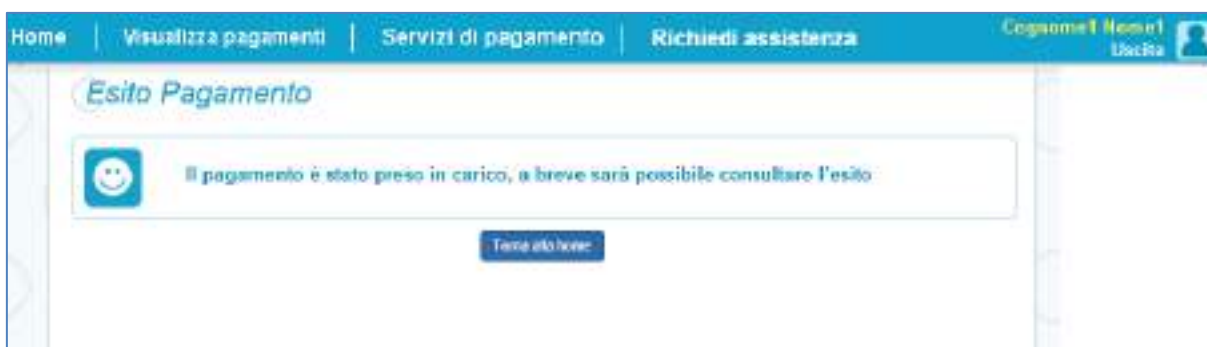 Home | Visualizza pagamenti | Servizi di pagamento | Richiedi assistenza
Cognome1 Nome1
Uscita
Esito Pagamento
Il pagamento è stato preso in carico, a breve sarà possibile consultare l'esito
Torna alla home